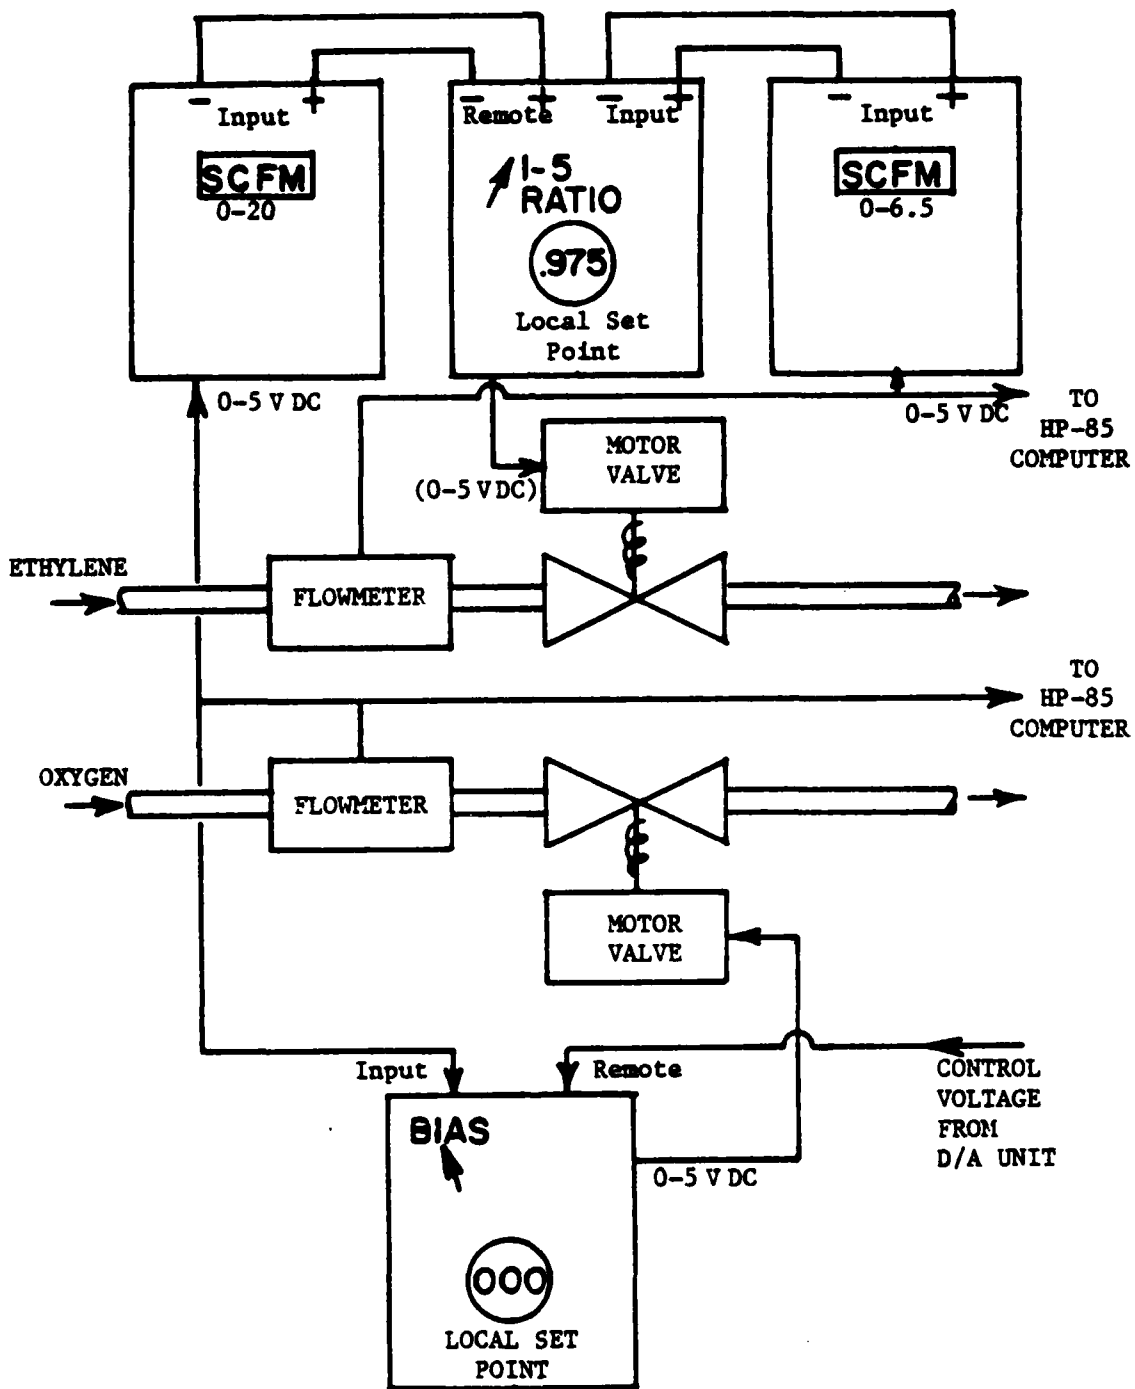 - Input +
SCFM
0-20
- + - +
Remote Input
1-5
RATIO
.975
Local Set
Point
- +
Input
SCFM
0-6.5
0-5 V DC
0-5 V DC
TO
HP-85
COMPUTER
(0-5 V DC)
MOTOR
VALVE
ETHYLENE
FLOWMETER
TO
HP-85
COMPUTER
OXYGEN
FLOWMETER
MOTOR
VALVE
Input
Remote
CONTROL
VOLTAGE
FROM
D/A UNIT
BIAS
0-5 V DC
000
LOCAL SET
POINT